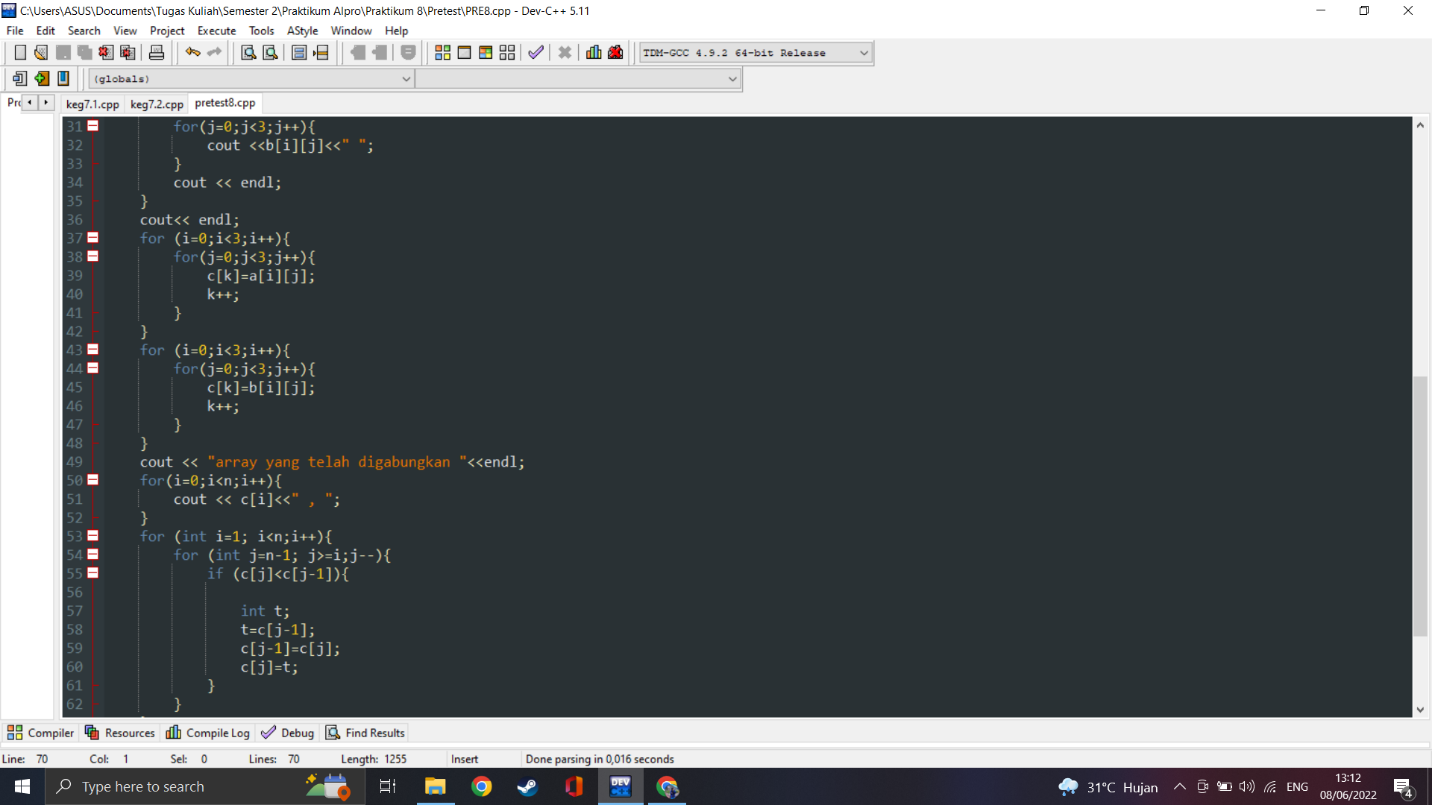 C:\Users\ASUS\Documents\Tugas Kuliah\Semester 2\Praktikum Alpro\Praktikum 8\Pretest\PRE8.cpp - Dev-C++ 5.11
File Edit Search View Project Execute Tools AStyle Window Help
TDM-GCC 4.9.2 64-bit Release
(globals)
Prc keg7.1.cpp keg7.2.cpp pretest8.cpp
31 for(j=0;j<3;j++){
32 cout <<b[i][j]<<" ";
33 }
34 cout << endl;
35 }
36 cout<< endl;
37 for (i=0;i<3;i++){
38 for(j=0;j<3;j++){
39 c[k]=a[i][j];
40 k++;
41 }
42 }
43 for (i=0;i<3;i++){
44 for(j=0;j<3;j++){
45 c[k]=b[i][j];
46 k++;
47 }
48 }
49 cout << "array yang telah digabungkan "<<endl;
50 for(i=0;i<n;i++){
51 cout << c[i]<<" , ";
52 }
53 for (int i=1; i<n;i++){
54 for (int j=n-1; j>=i;j--){
55 if (c[j]<c[j-1]){
56
57 int t;
58 t=c[j-1];
59 c[j-1]=c[j];
60 c[j]=t;
61 }
62 }
Compiler Resources Compile Log Debug Find Results
Line: 70 Col: 1 Sel: 0 Lines: 70 Length: 1255 Insert Done parsing in 0,016 seconds
Type here to search DEV 31°C Hujan ENG 13:12
08/06/2022 4